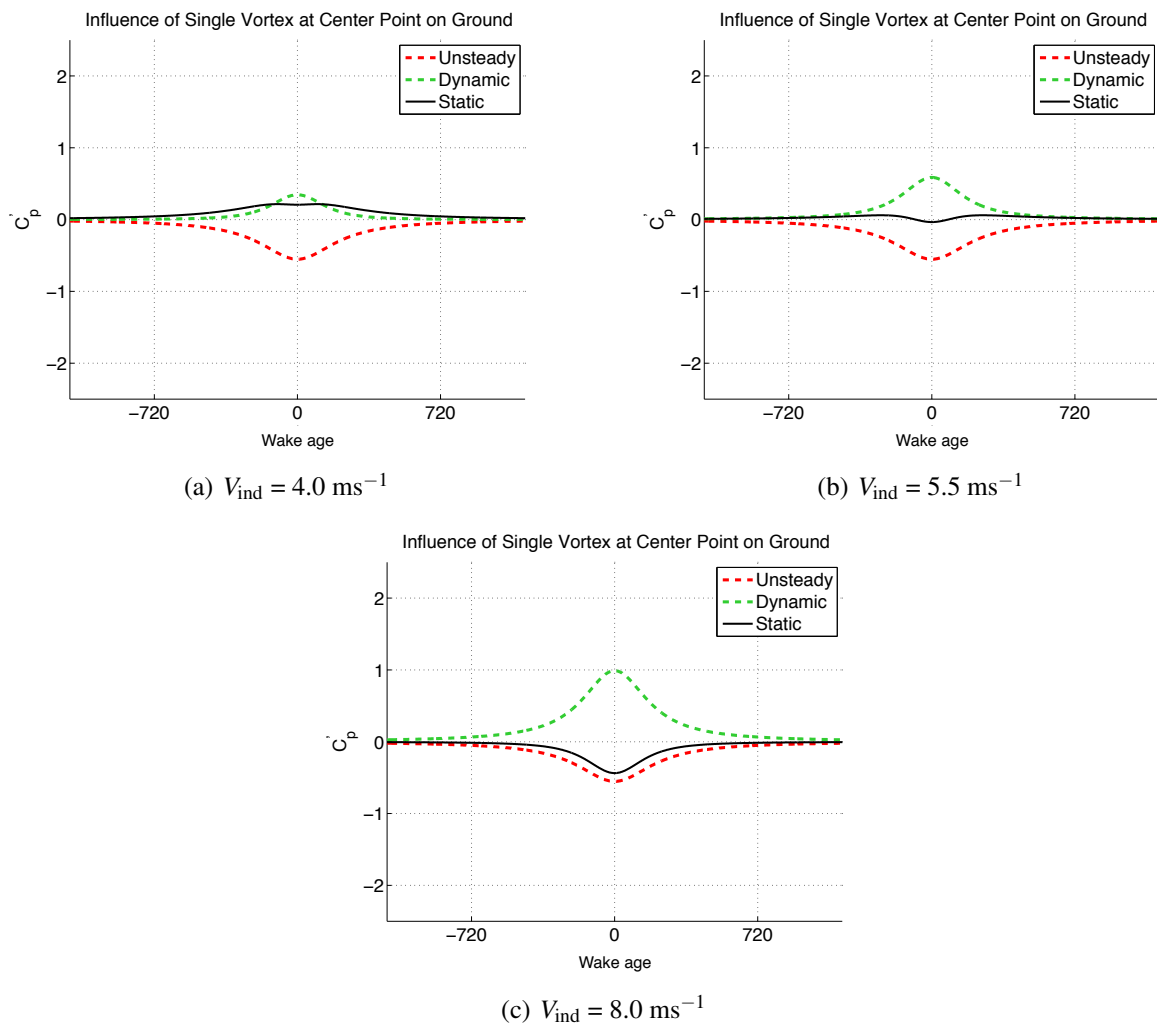 Influence of Single Vortex at Center Point on Ground
Unsteady
Dynamic
Static
2
1
0
−1
−2
C'p
−720
0
720
Wake age
(a) Vind = 4.0 ms−1
Influence of Single Vortex at Center Point on Ground
Unsteady
Dynamic
Static
2
1
0
−1
−2
C'p
−720
0
720
Wake age
(b) Vind = 5.5 ms−1
Influence of Single Vortex at Center Point on Ground
Unsteady
Dynamic
Static
2
1
0
−1
−2
C'p
−720
0
720
Wake age
(c) Vind = 8.0 ms−1